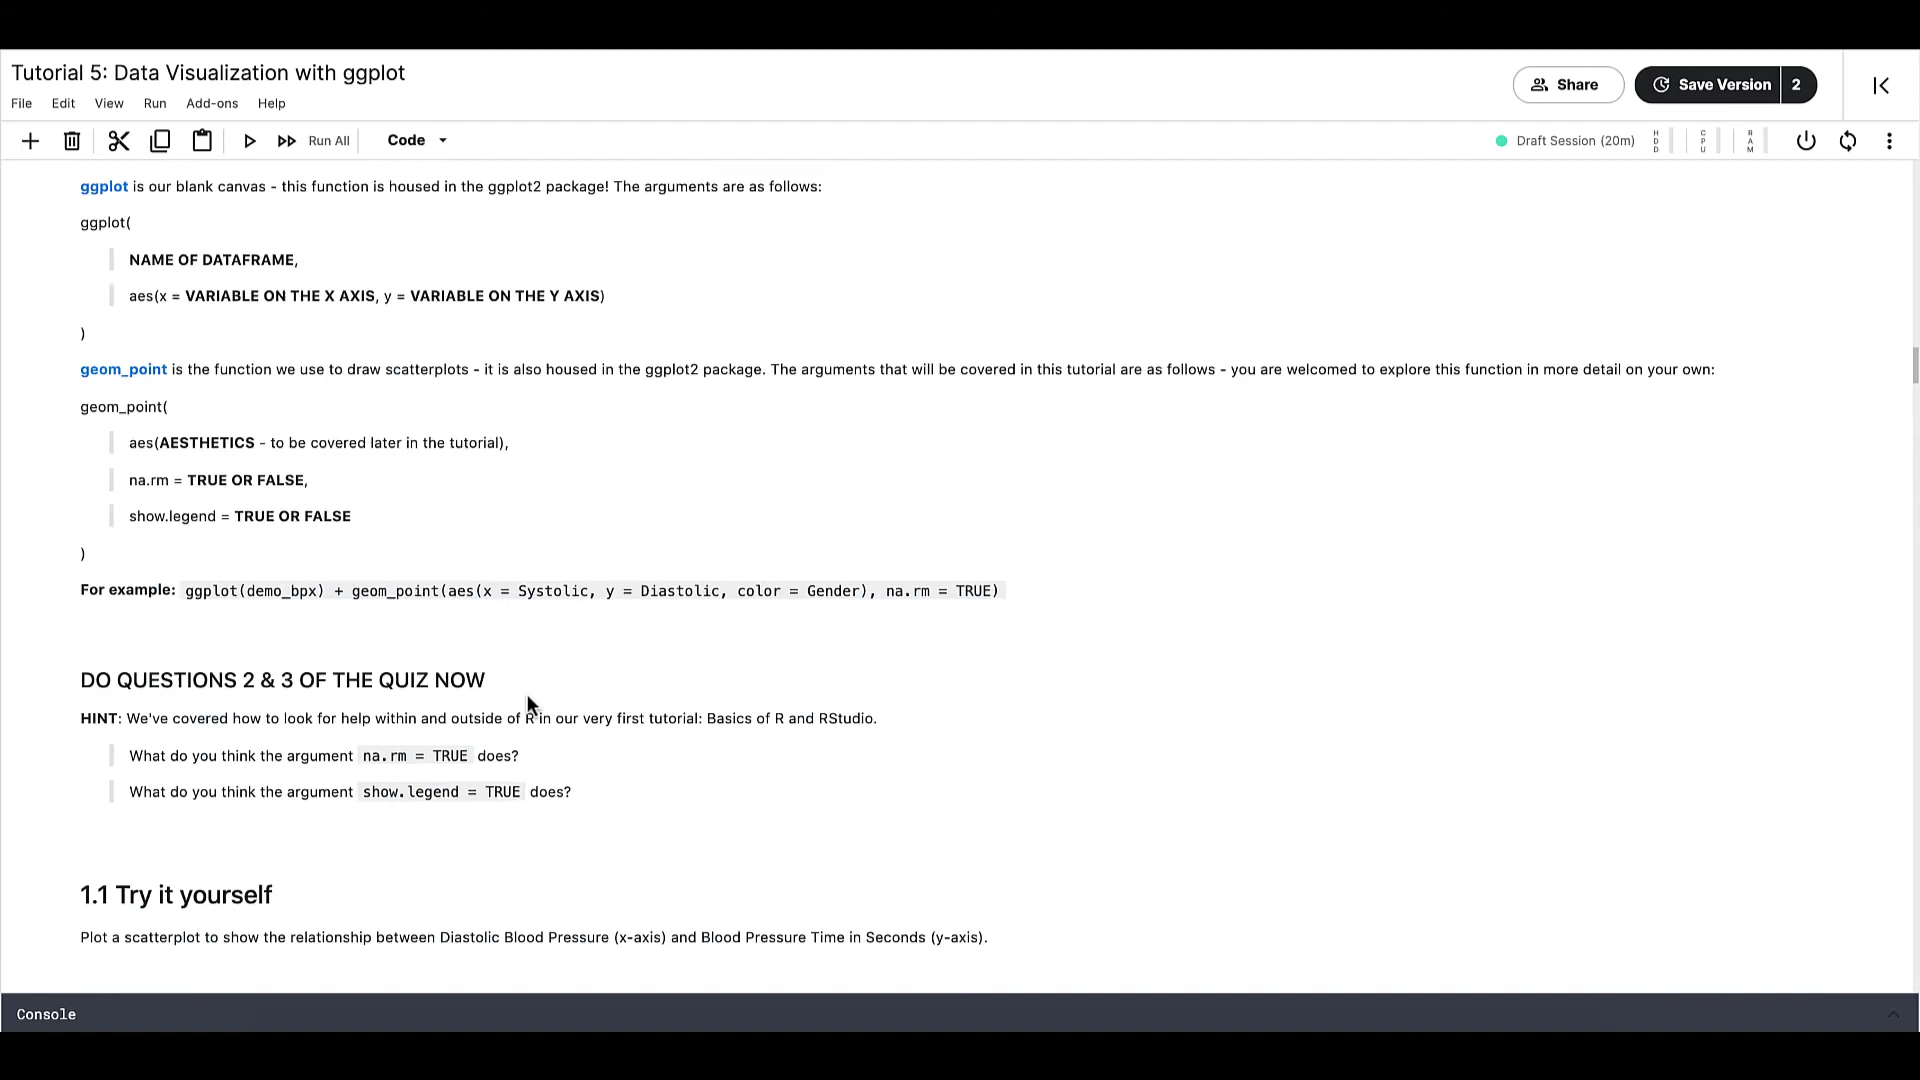 Tutorial 5: Data Visualization with ggplot
File Edit View Run Add-ons Help
Share
Save Version 2
Run All Code
Draft Session (20m) HDD CPU RAM
ggplot is our blank canvas - this function is housed in the ggplot2 package! The arguments are as follows:
ggplot(
NAME OF DATAFRAME,
aes(x = VARIABLE ON THE X AXIS, y = VARIABLE ON THE Y AXIS)
)
geom_point is the function we use to draw scatterplots - it is also housed in the ggplot2 package. The arguments that will be covered in this tutorial are as follows - you are welcomed to explore this function in more detail on your own:
geom_point(
aes(AESTHETICS - to be covered later in the tutorial),
na.rm = TRUE OR FALSE,
show.legend = TRUE OR FALSE
)
For example: ggplot(demo_bpx) + geom_point(aes(x = Systolic, y = Diastolic, color = Gender), na.rm = TRUE)
DO QUESTIONS 2 & 3 OF THE QUIZ NOW
HINT: We've covered how to look for help within and outside of R in our very first tutorial: Basics of R and RStudio.
What do you think the argument na.rm = TRUE does?
What do you think the argument show.legend = TRUE does?
1.1 Try it yourself
Plot a scatterplot to show the relationship between Diastolic Blood Pressure (x-axis) and Blood Pressure Time in Seconds (y-axis).
Console